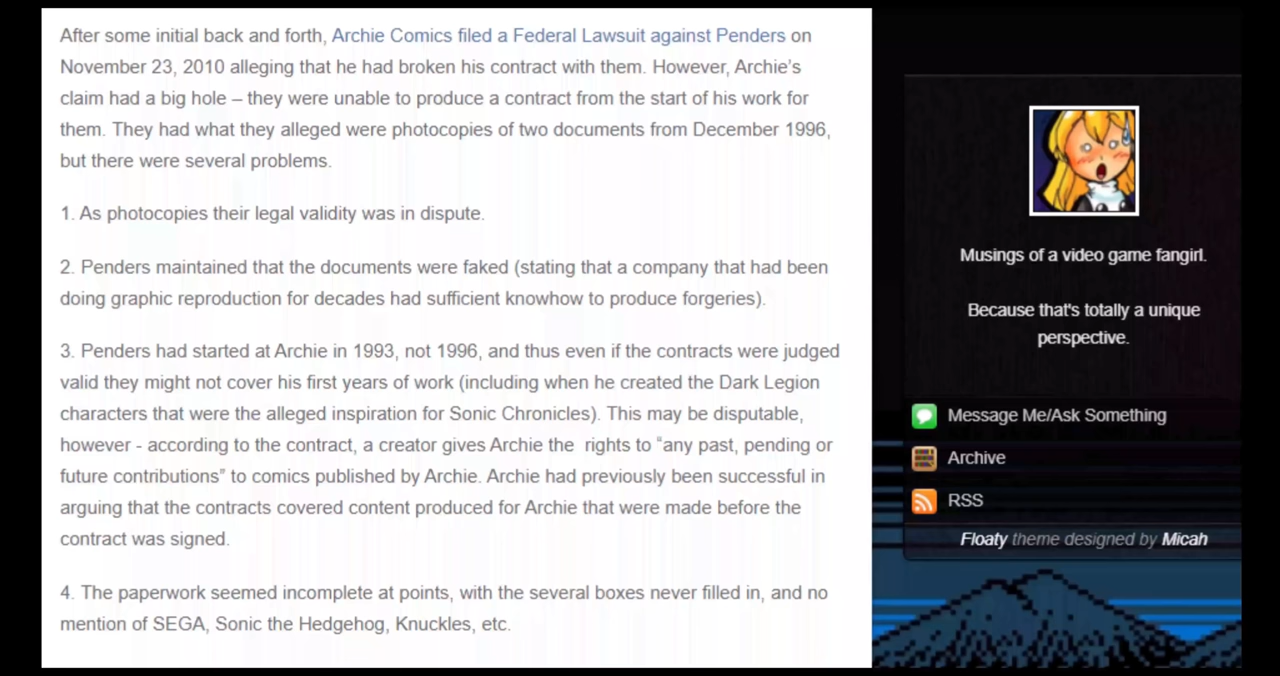 After some initial back and forth, Archie Comics filed a Federal Lawsuit against Penders on
November 23, 2010 alleging that he had broken his contract with them. However, Archie's
claim had a big hole – they were unable to produce a contract from the start of his work for
them. They had what they alleged were photocopies of two documents from December 1996,
but there were several problems.
1. As photocopies their legal validity was in dispute.
2. Penders maintained that the documents were faked (stating that a company that had been
doing graphic reproduction for decades had sufficient knowhow to produce forgeries).
3. Penders had started at Archie in 1993, not 1996, and thus even if the contracts were judged
valid they might not cover his first years of work (including when he created the Dark Legion
characters that were the alleged inspiration for Sonic Chronicles). This may be disputable,
however - according to the contract, a creator gives Archie the rights to "any past, pending or
future contributions" to comics published by Archie. Archie had previously been successful in
arguing that the contracts covered content produced for Archie that were made before the
contract was signed.
4. The paperwork seemed incomplete at points, with the several boxes never filled in, and no
mention of SEGA, Sonic the Hedgehog, Knuckles, etc.
Musings of a video game fangirl.
Because that's totally a unique
perspective.
Message Me/Ask Something
Archive
RSS
Floaty theme designed by Micah